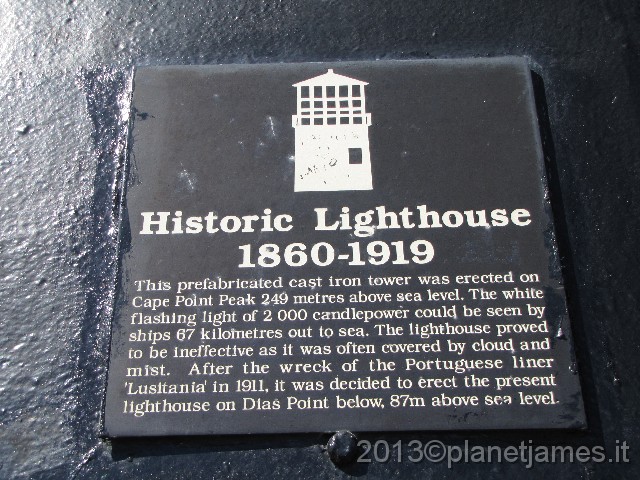 Historic Lighthouse
1860-1919
This prefabricated cast iron tower was erected on
Cape Point Peak 249 metres above sea level. The white
flashing light of 2 000 candlepower could be seen by
ships 67 kilometres out to sea. The lighthouse proved
to be ineffective as it was often covered by cloud and
mist. After the wreck of the Portuguese liner
'Lusitania' in 1911, it was decided to erect the present
lighthouse on Dias Point below, 87m above sea level.
2013©planetjames.it